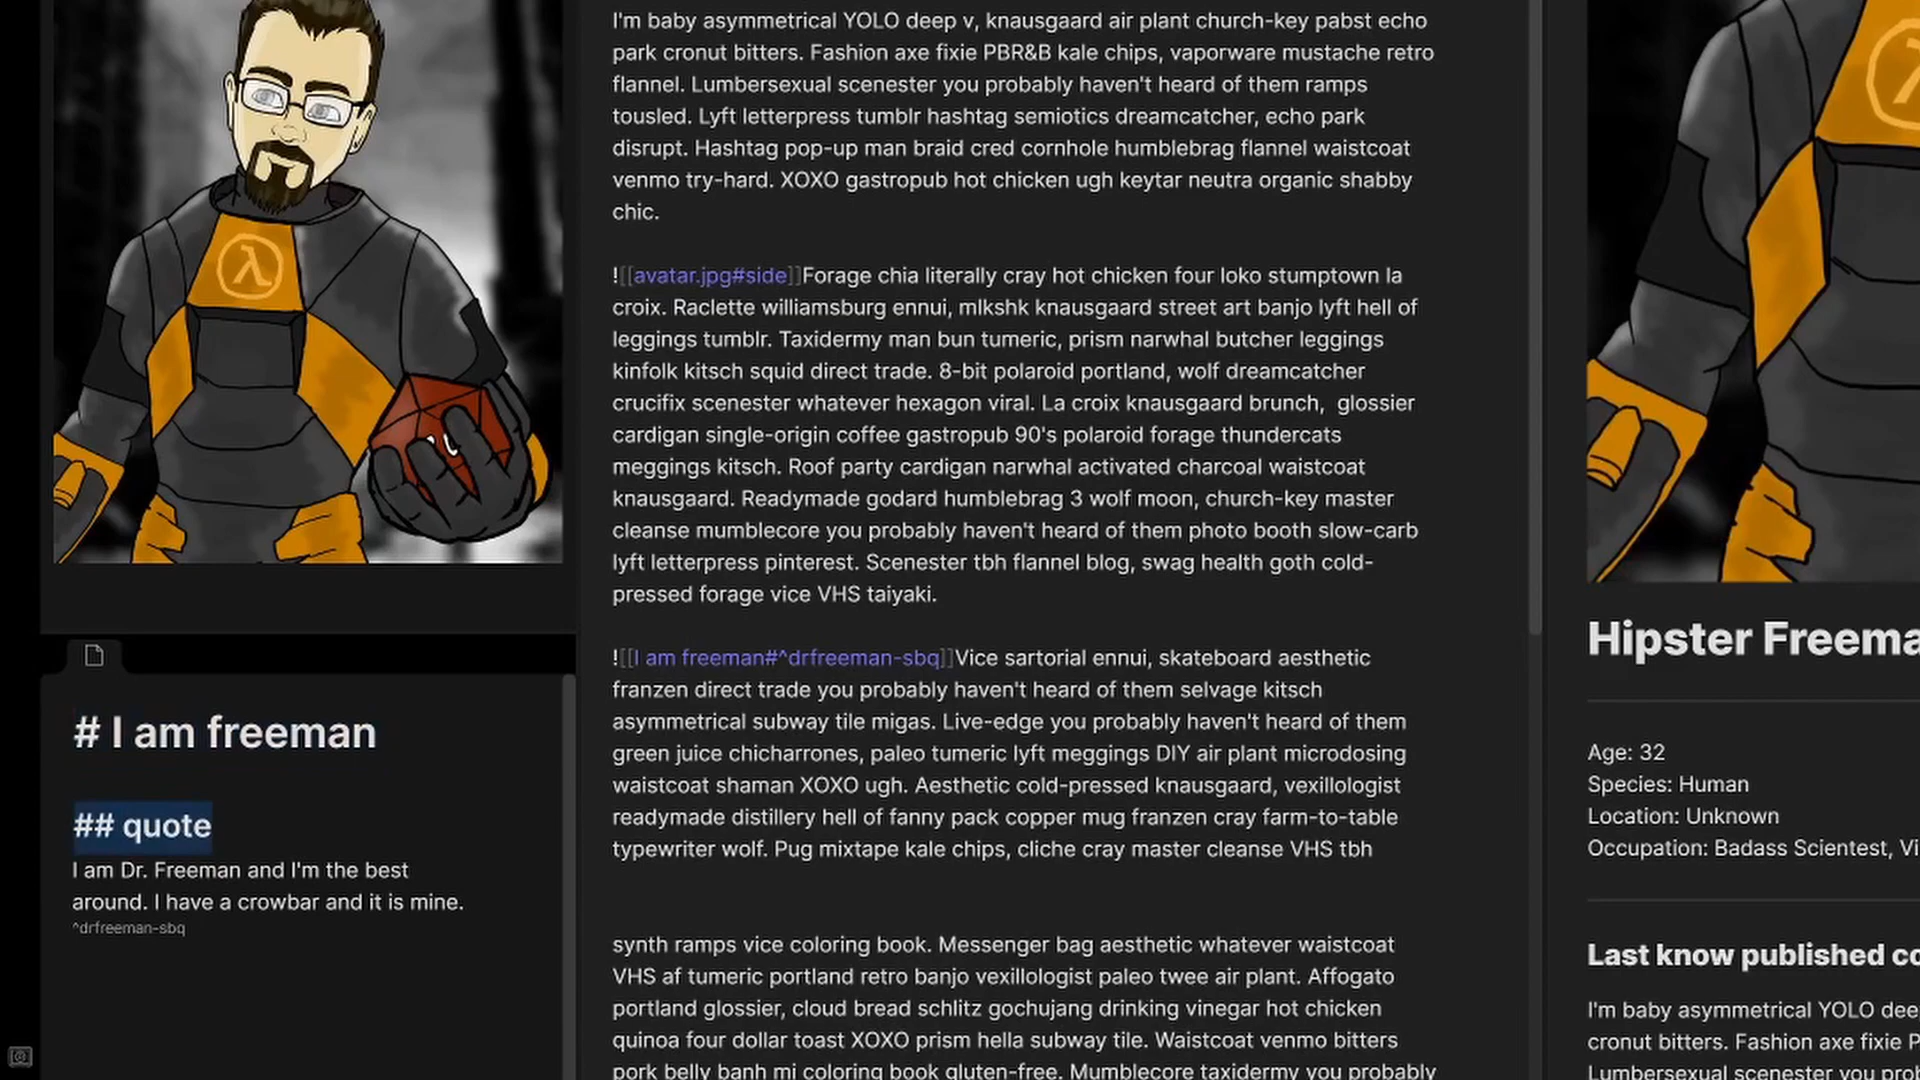 I'm baby asymmetrical YOLO deep v, knausgaard air plant church-key pabst echo
park cronut bitters. Fashion axe fixie PBR&B kale chips, vaporware mustache retro
flannel. Lumbersexual scenester you probably haven't heard of them ramps
tousled. Lyft letterpress tumblr hashtag semiotics dreamcatcher, echo park
disrupt. Hashtag pop-up man braid cred cornhole humblebrag flannel waistcoat
venmo try-hard. XOXO gastropub hot chicken ugh keytar neutra organic shabby
chic.
![[avatar.jpg#side]]Forage chia literally cray hot chicken four loko stumptown la
croix. Raclette williamsburg ennui, mlkshk knausgaard street art banjo lyft hell of
leggings tumblr. Taxidermy man bun tumeric, prism narwhal butcher leggings
kinfolk kitsch squid direct trade. 8-bit polaroid portland, wolf dreamcatcher
crucifix scenester whatever hexagon viral. La croix knausgaard brunch,  glossier
cardigan single-origin coffee gastropub 90's polaroid forage thundercats
meggings kitsch. Roof party cardigan narwhal activated charcoal waistcoat
knausgaard. Readymade godard humblebrag 3 wolf moon, church-key master
cleanse mumblecore you probably haven't heard of them photo booth slow-carb
lyft letterpress pinterest. Scenester tbh flannel blog, swag health goth cold-
pressed forage vice VHS taiyaki.
![[I am freeman#^drfreeman-sbq]]Vice sartorial ennui, skateboard aesthetic
franzen direct trade you probably haven't heard of them selvage kitsch
asymmetrical subway tile migas. Live-edge you probably haven't heard of them
green juice chicharrones, paleo tumeric lyft meggings DIY air plant microdosing
waistcoat shaman XOXO ugh. Aesthetic cold-pressed knausgaard, vexillologist
readymade distillery hell of fanny pack copper mug franzen cray farm-to-table
typewriter wolf. Pug mixtape kale chips, cliche cray master cleanse VHS tbh
synth ramps vice coloring book. Messenger bag aesthetic whatever waistcoat
VHS af tumeric portland retro banjo vexillologist paleo twee air plant. Affogato
portland glossier, cloud bread schlitz gochujang drinking vinegar hot chicken
quinoa four dollar toast XOXO prism hella subway tile. Waistcoat venmo bitters
pork belly banh mi coloring book gluten-free. Mumblecore taxidermy you probably
# I am freeman
## quote
I am Dr. Freeman and I'm the best
around. I have a crowbar and it is mine.
^drfreeman-sbq
Hipster Freema
Age: 32
Species: Human
Location: Unknown
Occupation: Badass Scientest, Vi
Last know published co
I'm baby asymmetrical YOLO dee
cronut bitters. Fashion axe fixie P
Lumbersexual scenester you prob